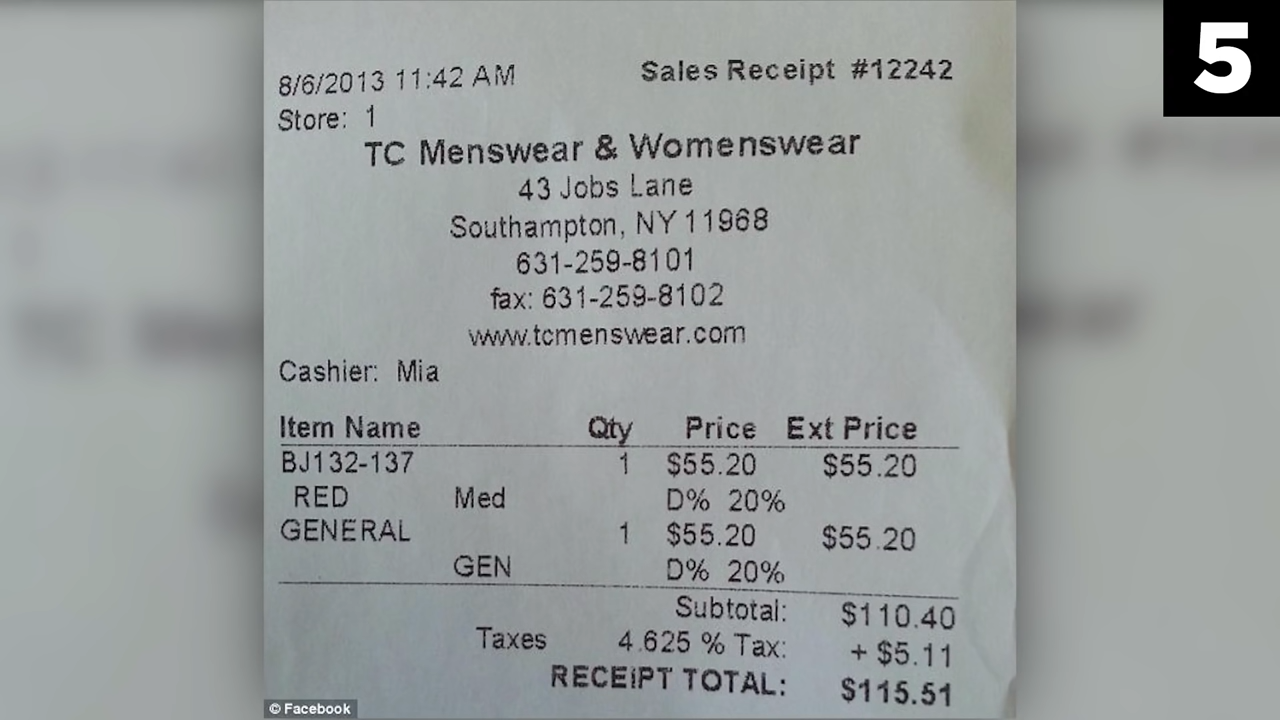 5
8/6/2013 11:42 AM Sales Receipt #12242
Store: 1
TC Menswear & Womenswear
43 Jobs Lane
Southampton, NY 11968
631-259-8101
fax: 631-259-8102
www.tcmenswear.com
Cashier: Mia
Item Name Qty Price Ext Price
BJ132-137 1 $55.20 $55.20
RED Med D% 20%
GENERAL 1 $55.20 $55.20
GEN D% 20%
Subtotal: $110.40
Taxes 4.625 % Tax: + $5.11
RECEIPT TOTAL: $115.51
© Facebook